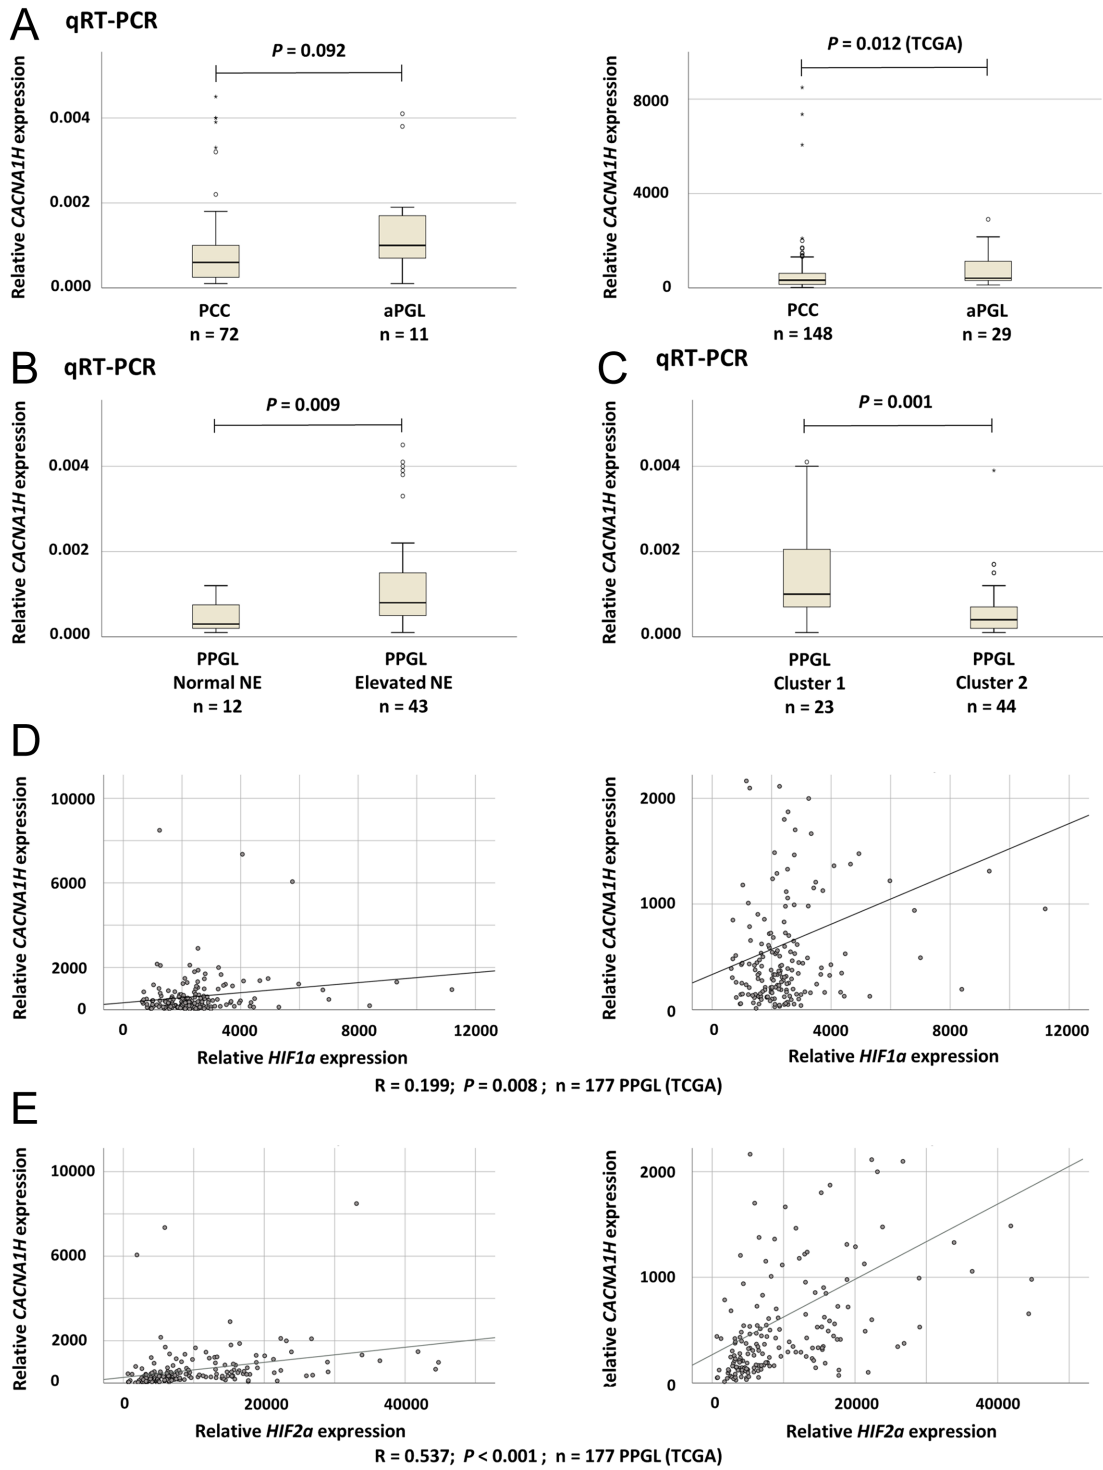 A
qRT-PCR
P = 0.092
Relative CACNA1H expression
0.004
0.002
0.000
PCC
n = 72
aPGL
n = 11
P = 0.012 (TCGA)
Relative CACNA1H expression
8000
4000
0
PCC
n = 148
aPGL
n = 29
B
qRT-PCR
P = 0.009
Relative CACNA1H expression
0.004
0.002
0.000
PPGL
Normal NE
n = 12
PPGL
Elevated NE
n = 43
C
qRT-PCR
P = 0.001
Relative CACNA1H expression
0.004
0.002
0.000
PPGL
Cluster 1
n = 23
PPGL
Cluster 2
n = 44
D
Relative CACNA1H expression
10000
6000
2000
0
0 4000 8000 12000
Relative HIF1a expression
Relative CACNA1H expression
2000
1000
0
0 4000 8000 12000
Relative HIF1a expression
R = 0.199; P = 0.008 ; n = 177 PPGL (TCGA)
E
Relative CACNA1H expression
10000
6000
2000
0
0 20000 40000
Relative HIF2a expression
elative CACNA1H expression
2000
1000
0
0 20000 40000
Relative HIF2a expression
R = 0.537; P < 0.001 ; n = 177 PPGL (TCGA)